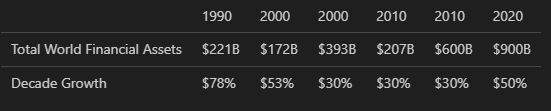 1990 2000 2000 2010 2010 2020
Total World Financial Assets $221B $172B $393B $207B $600B $900B
Decade Growth $78% $53% $30% $30% $30% $50%